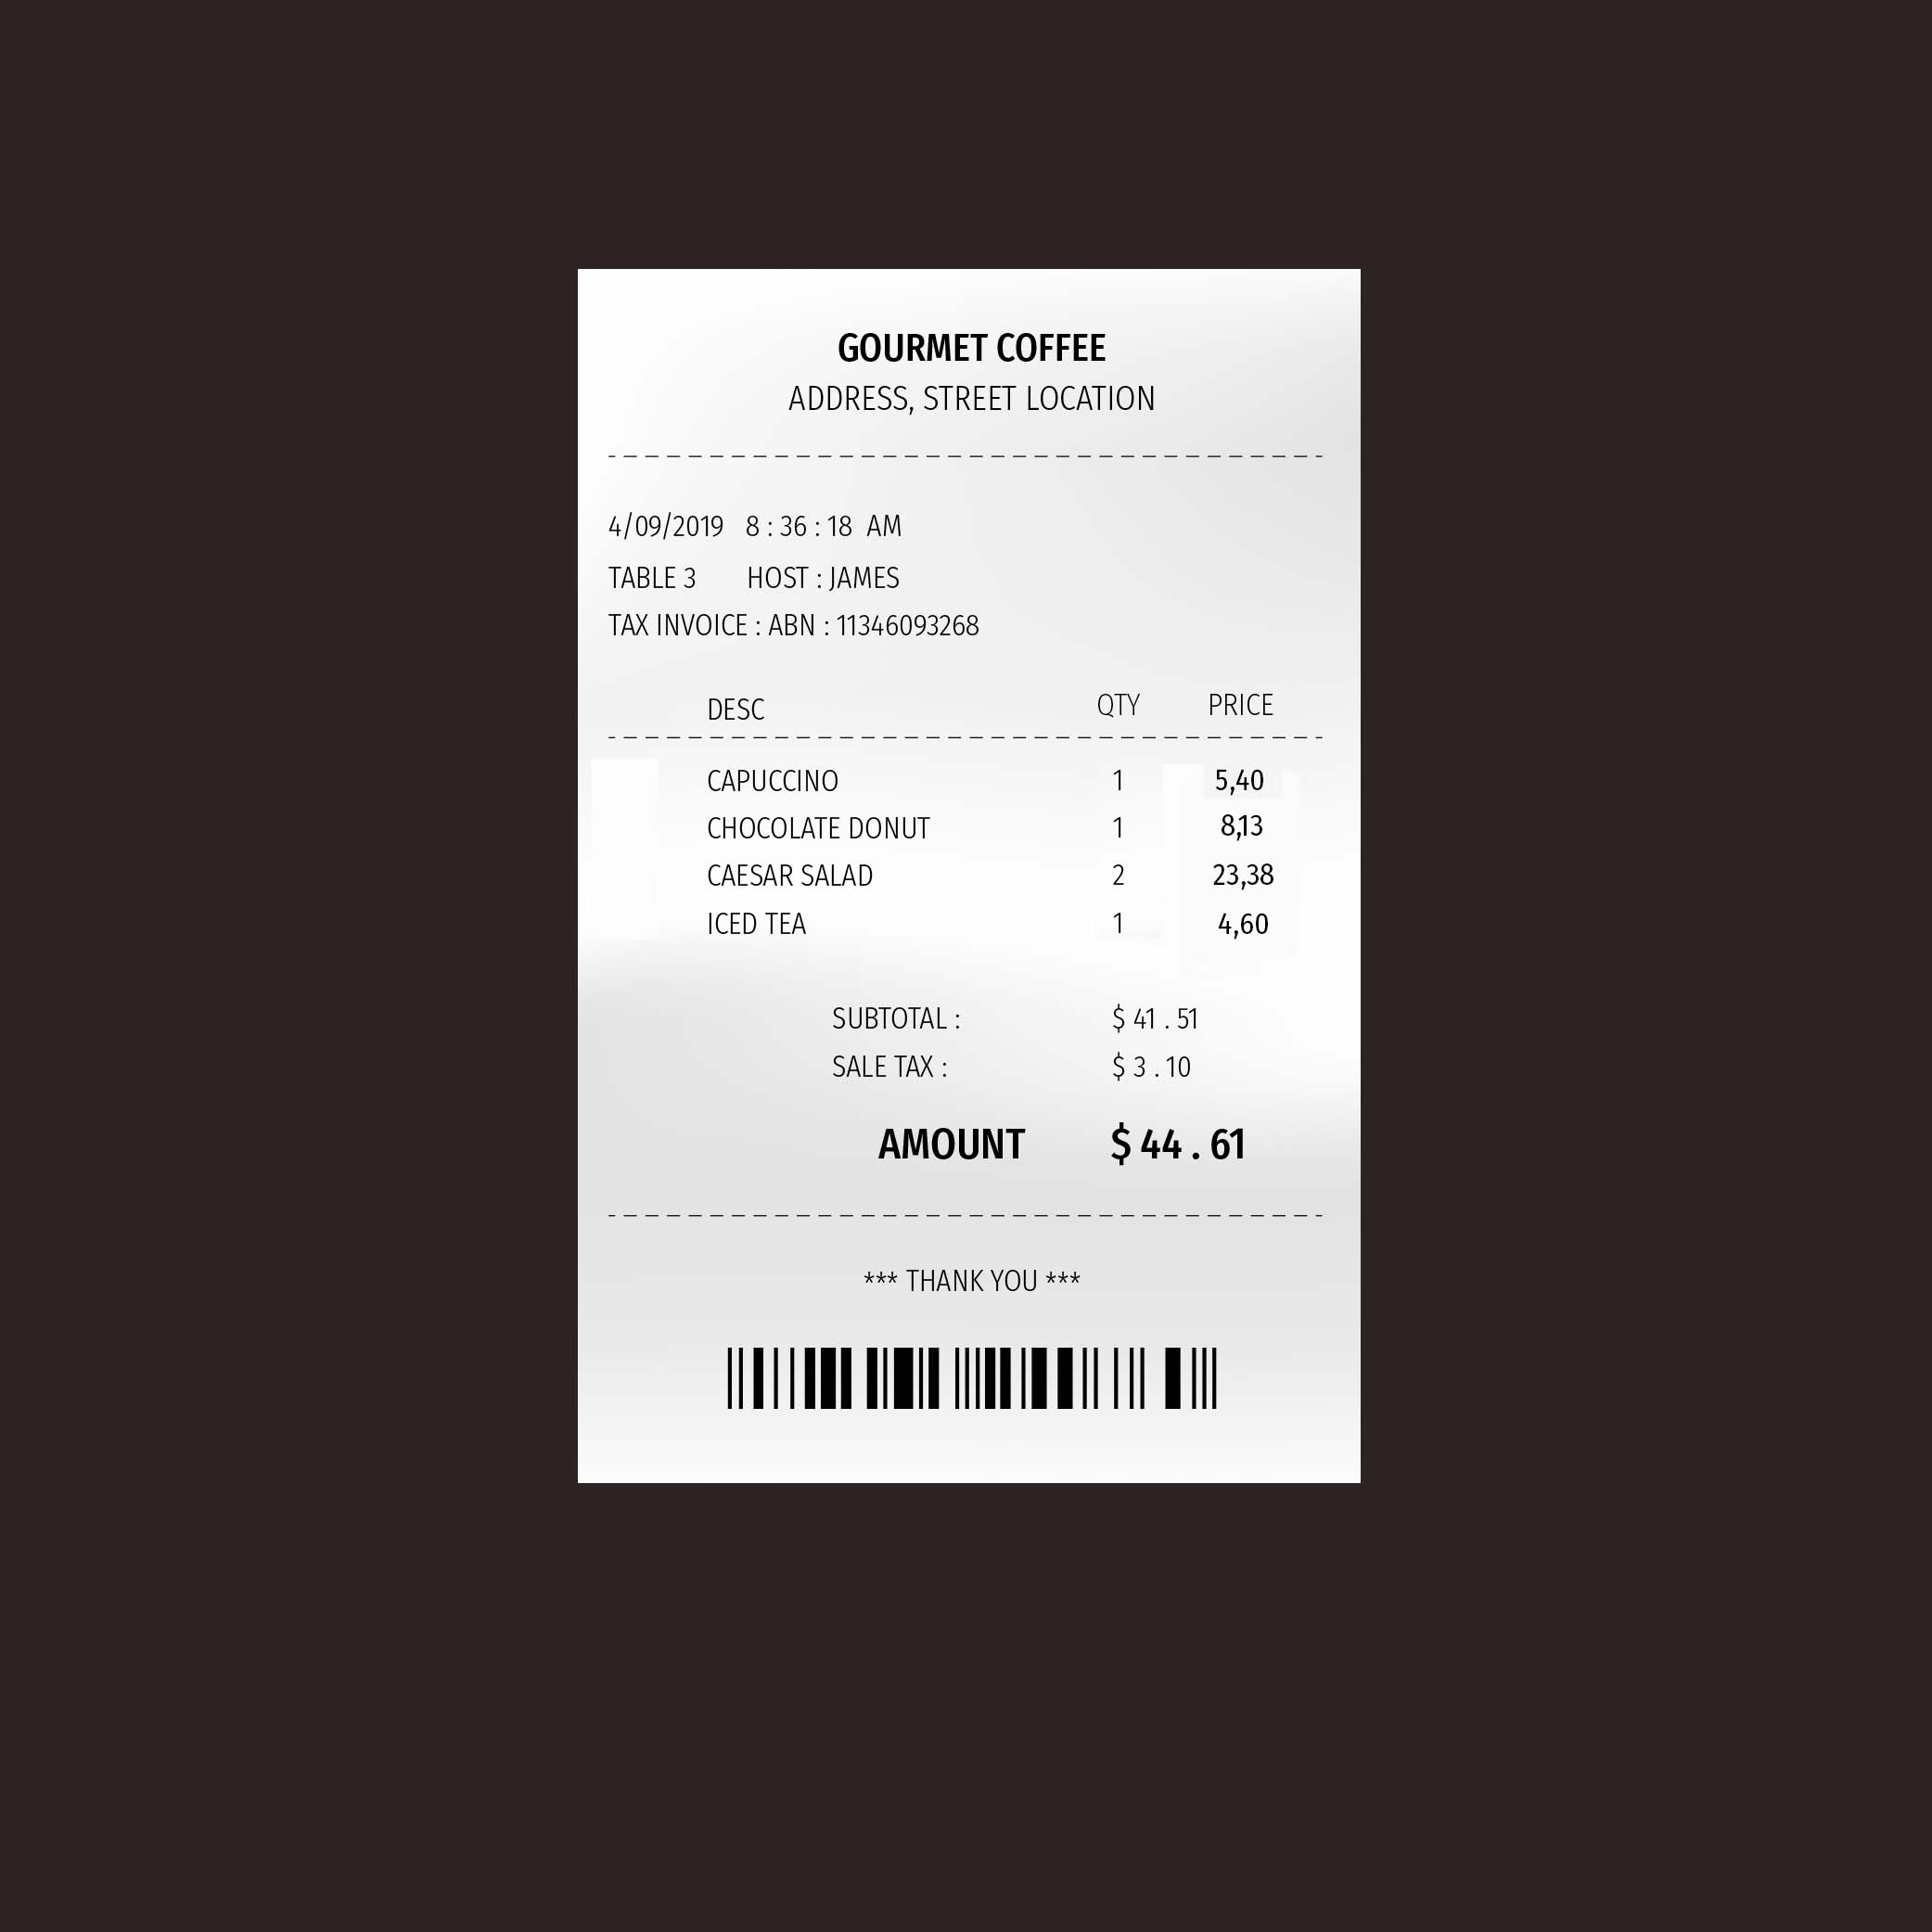 GOURMET COFFEE
ADDRESS, STREET LOCATION
4/09/2019 8 : 36 : 18 AM
TABLE 3 HOST : JAMES
TAX INVOICE : ABN : 11346093268
DESC QTY PRICE
CAPUCCINO 1 5,40
CHOCOLATE DONUT 1 8,13
CAESAR SALAD 2 23,38
ICED TEA 1 4,60
SUBTOTAL : $ 41 . 51
SALE TAX : $ 3 . 10
AMOUNT $ 44 . 61
*** THANK YOU ***